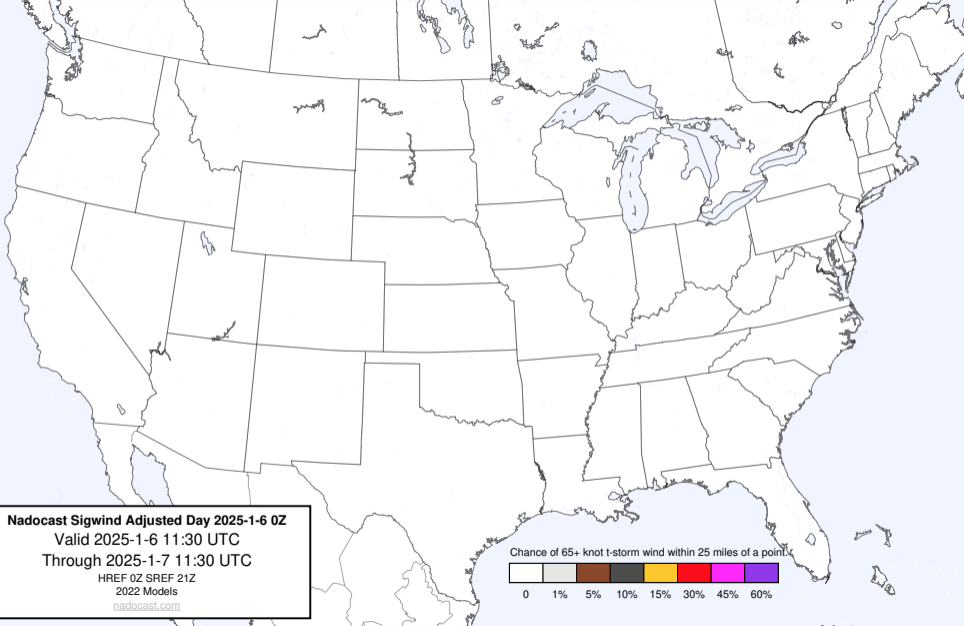 Nadocast Sigwind Adjusted Day 2025-1-6 0Z
Valid 2025-1-6 11:30 UTC
Through 2025-1-7 11:30 UTC
HREF 0Z SREF 21Z
2022 Models
nadocast.com
Chance of 65+ knot t-storm wind within 25 miles of a point.
0 1% 5% 10% 15% 30% 45% 60%